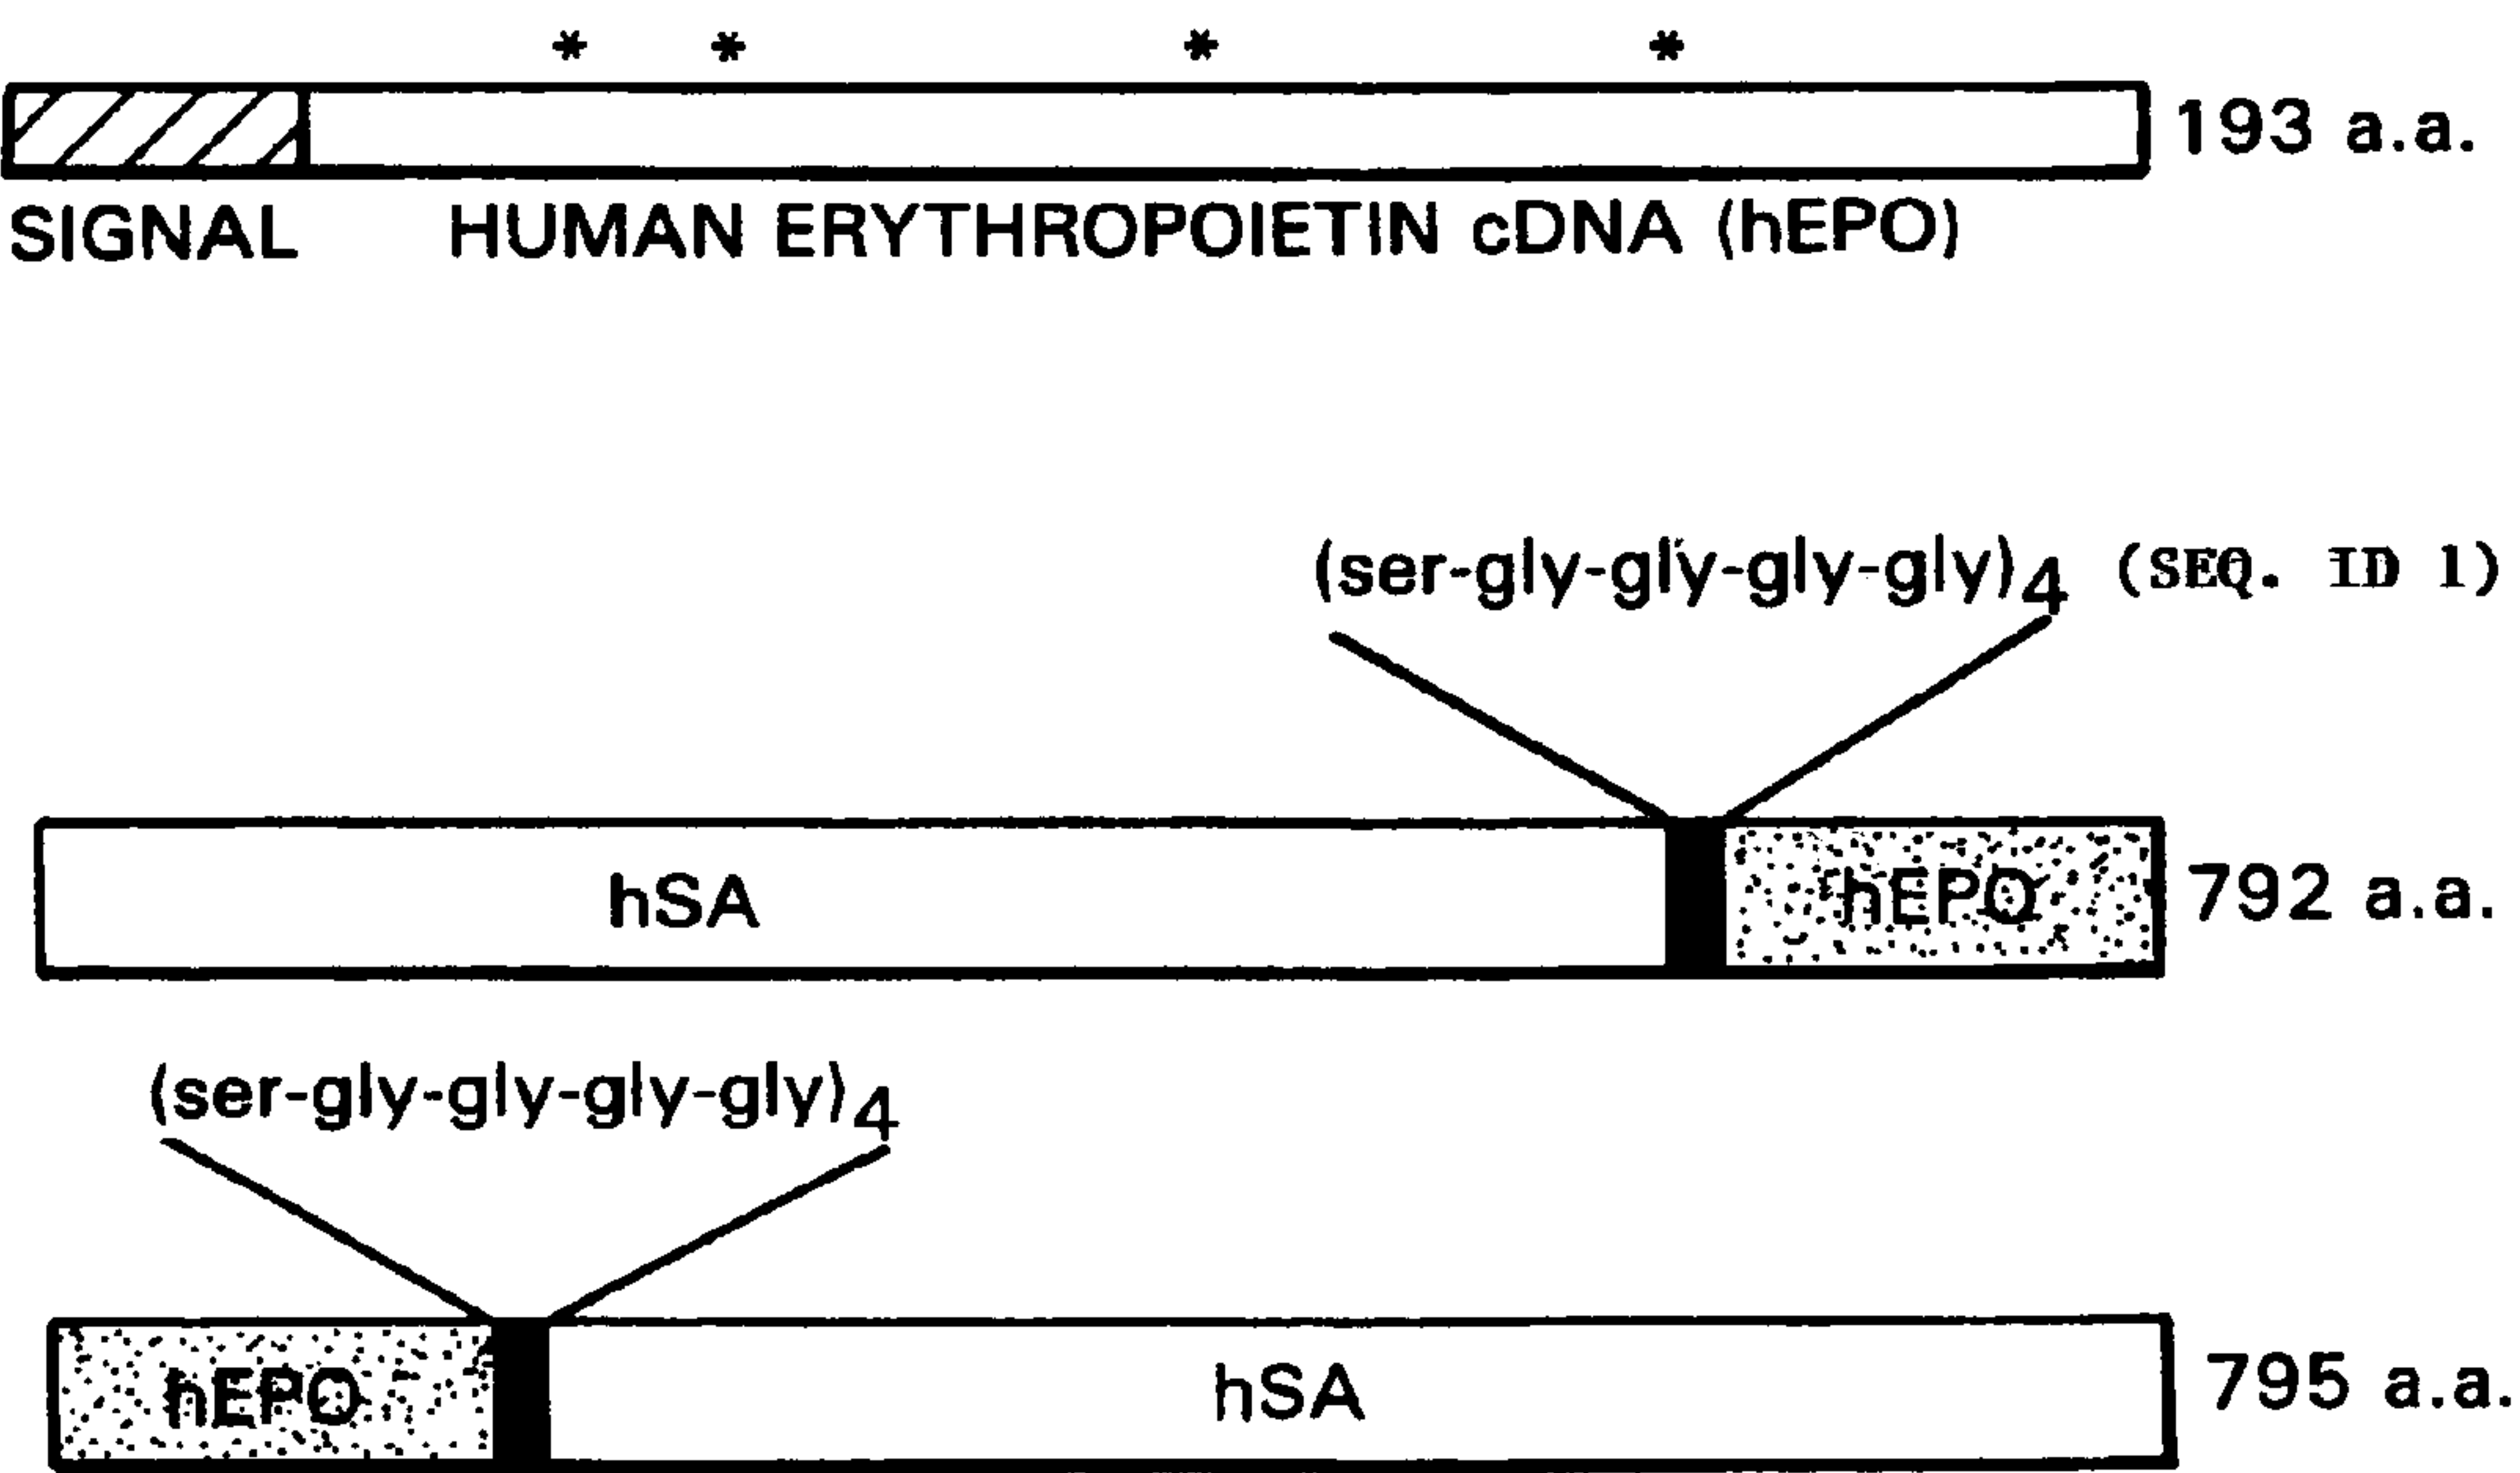 * * * *
193 a.a.
SIGNAL HUMAN ERYTHROPOIETIN cDNA (hEPO)
(ser-gly-gly-gly-gly)4 (SEQ. ID 1)
hSA hEPO 792 a.a.
(ser-gly-gly-gly-gly)4
hEPO hSA 795 a.a.